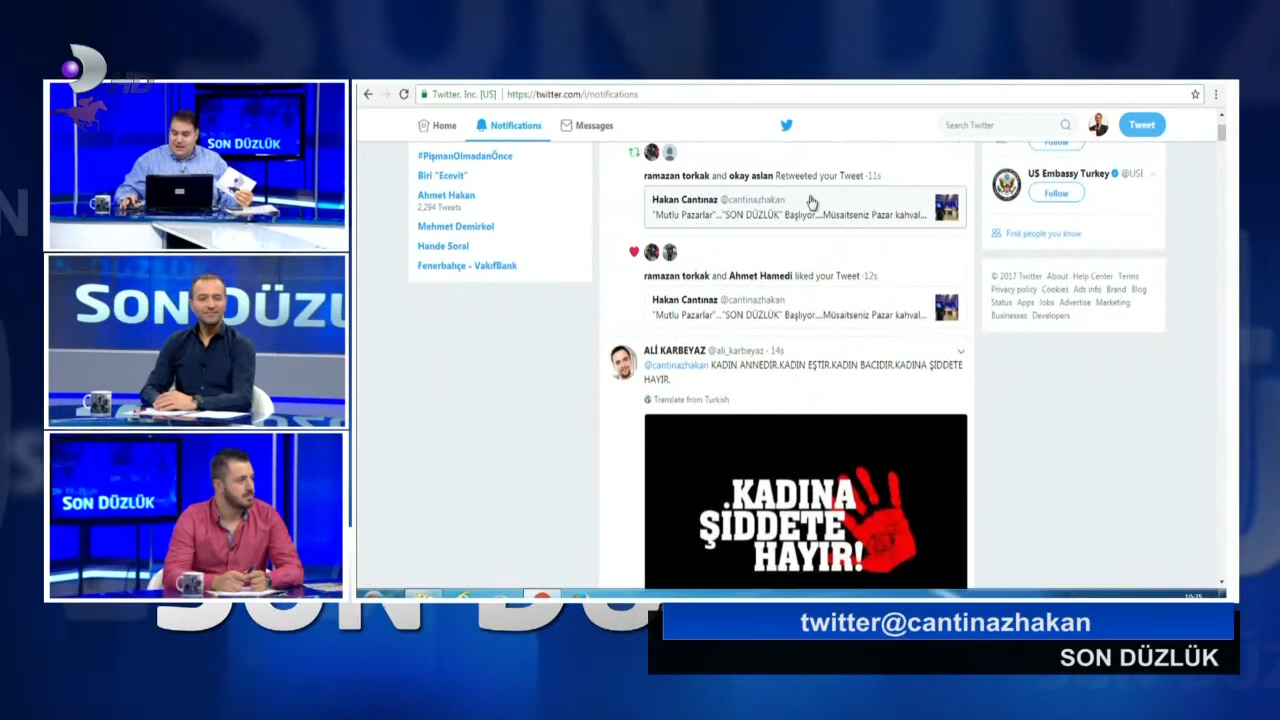 HD
SON DÜZLÜK
SON DÜZLÜ
SON DÜZLÜK
Twitter, Inc. [US] https://twitter.com/i/notifications
Home Notifications Messages Search Twitter Tweet
#PişmanOlmadanÖnce
Biri "Ecevit"
Ahmet Hakan
2,294 Tweets
Mehmet Demirkol
Hande Soral
Fenerbahçe - VakıfBank
ramazan torkak and okay aslan Retweeted your Tweet · 11s
Hakan Cantınaz @cantinazhakan
"Mutlu Pazarlar"..."SON DÜZLÜK" Başlıyor....Müsaitseniz Pazar kahval...
ramazan torkak and Ahmet Hamedi liked your Tweet · 12s
Hakan Cantınaz @cantinazhakan
"Mutlu Pazarlar"..."SON DÜZLÜK" Başlıyor....Müsaitseniz Pazar kahval...
ALİ KARBEYAZ @ali_karbeyaz · 14s
@cantinazhakan KADIN ANNEDİR.KADIN EŞTİR.KADIN BACIDIR.KADINA ŞİDDETE
HAYIR.
Translate from Turkish
KADINA
ŞİDDETE
HAYIR!
Follow
US Embassy Turkey @USE
Follow
Find people you know
© 2017 Twitter About Help Center Terms
Privacy policy Cookies Ads info Brand Blog
Status Apps Jobs Advertise Marketing
Businesses Developers
10:25
twitter@cantinazhakan
SON DÜZLÜK